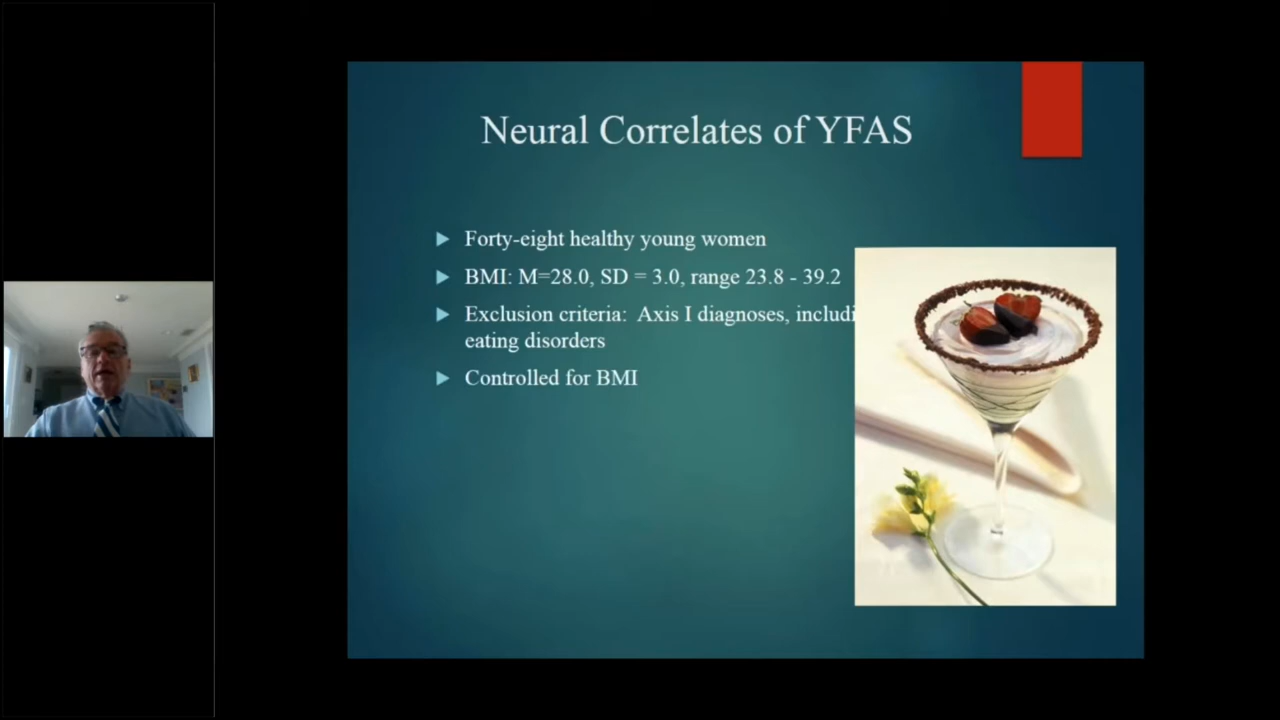 Neural Correlates of YFAS
Forty-eight healthy young women
BMI: M=28.0, SD = 3.0, range 23.8 - 39.2
Exclusion criteria: Axis I diagnoses, includi
eating disorders
Controlled for BMI